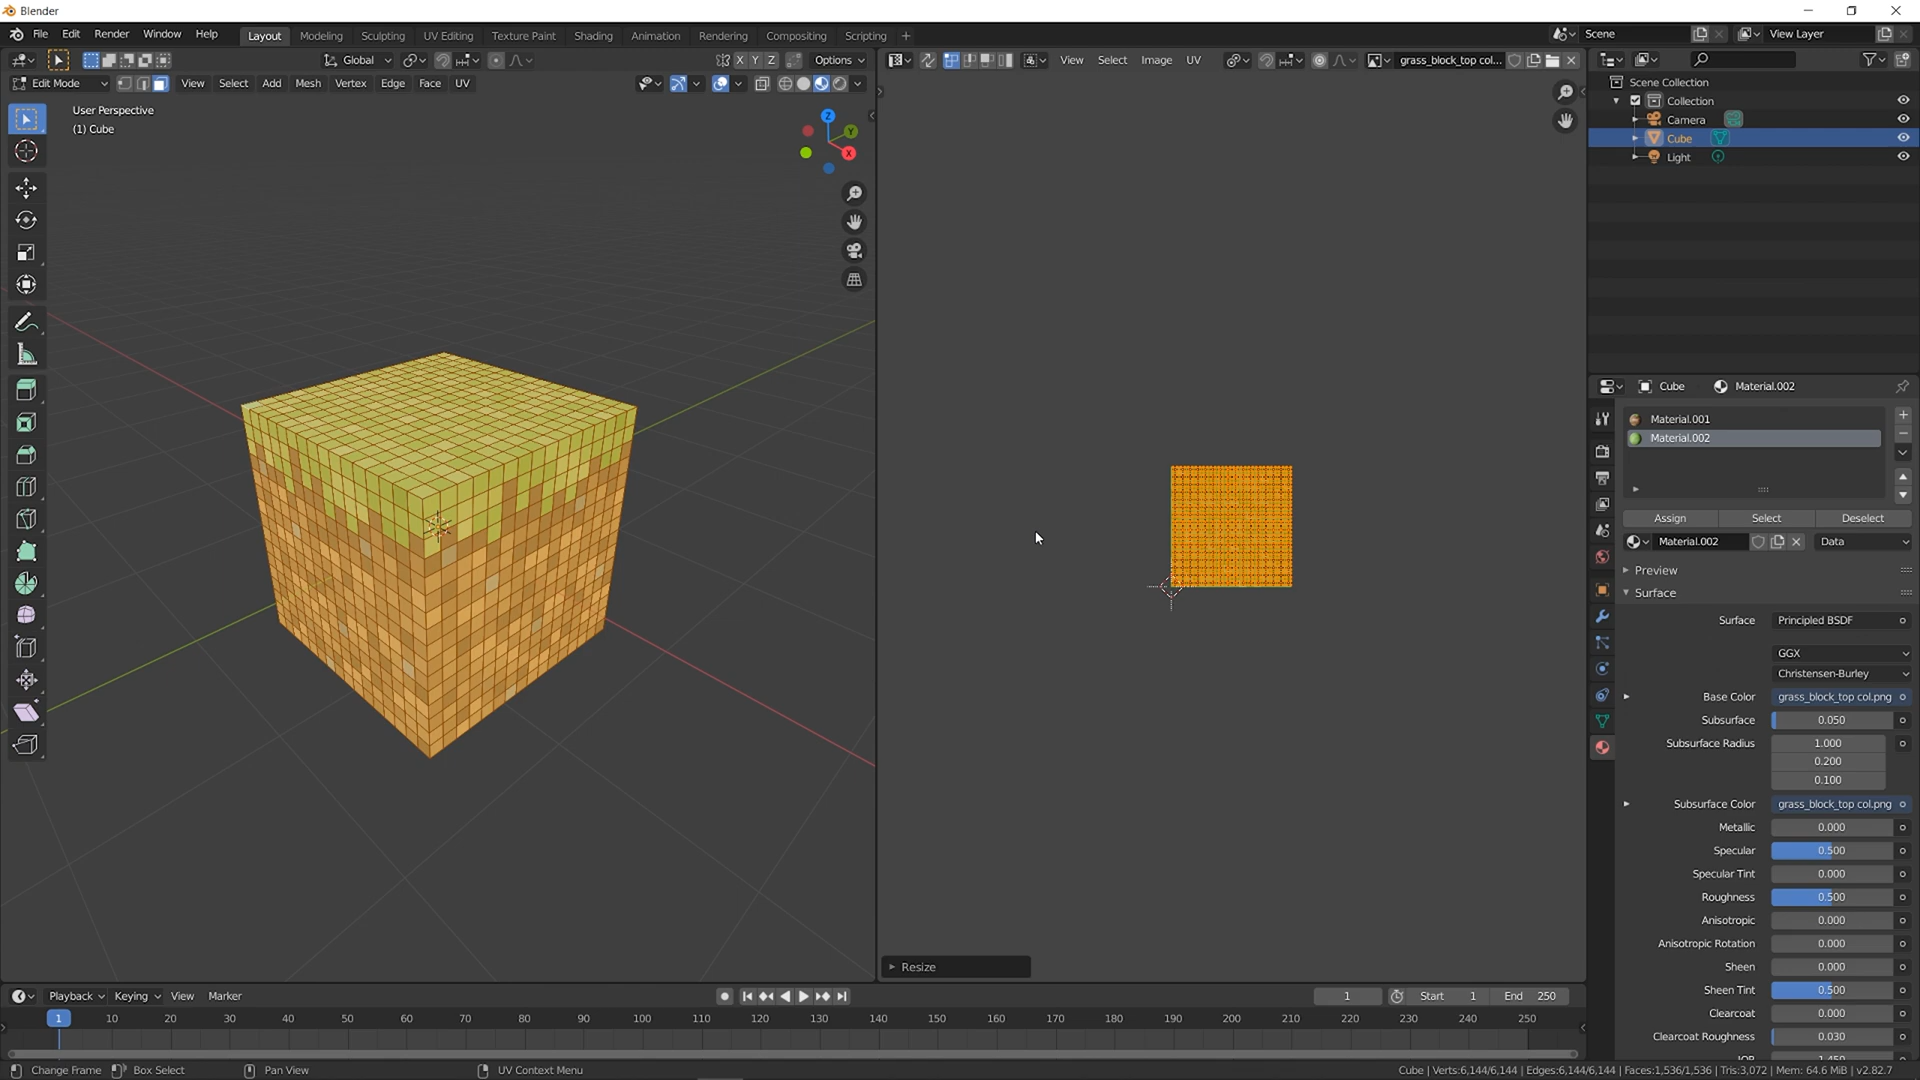 Blender
File Edit Render Window Help Layout Modeling Sculpting UV Editing Texture Paint Shading Animation Rendering Compositing Scripting + Scene View Layer
Global X Y Z Options View Select Image UV grass_block_top col...
Edit Mode View Select Add Mesh Vertex Edge Face UV
User Perspective
(1) Cube
Z
Y
X
Scene Collection
Collection
Camera
Cube
Light
Cube Material.002
Material.001
Material.002
Assign Select Deselect
Material.002 Data
Preview
Surface
Surface Principled BSDF
GGX
Christensen-Burley
Base Color grass_block_top col.png
Subsurface 0.050
Subsurface Radius 1.000
0.200
0.100
Subsurface Color grass_block_top col.png
Metallic 0.000
Specular 0.500
Specular Tint 0.000
Roughness 0.500
Anisotropic 0.000
Anisotropic Rotation 0.000
Sheen 0.000
Sheen Tint 0.500
Clearcoat 0.000
Clearcoat Roughness 0.030
Resize
Playback Keying View Marker 1 Start 1 End 250
1 10 20 30 40 50 60 70 80 90 100 110 120 130 140 150 160 170 180 190 200 210 220 230 240 250
Change Frame Box Select Pan View UV Context Menu Cube | Verts:6,144/6,144 | Edges:6,144/6,144 | Faces:1,536/1,536 | Tris:3,072 | Mem: 64.6 MiB | v2.82.7